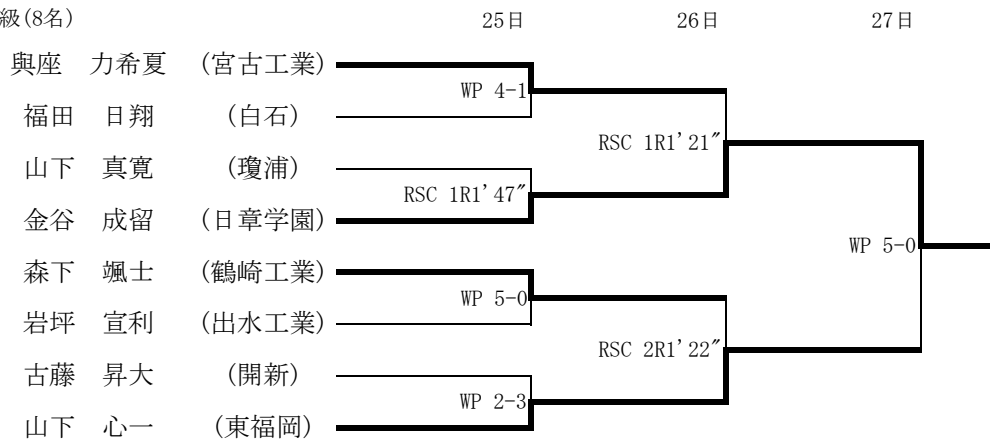 級(8名) 25日 26日 27日
與座 力希夏 (宮古工業)
WP 4-1
福田 日翔 (白石)
RSC 1R1'21″
山下 真寛 (瓊浦)
RSC 1R1'47″
金谷 成留 (日章学園)
WP 5-0
森下 颯士 (鶴崎工業)
WP 5-0
岩坪 宣利 (出水工業)
RSC 2R1'22″
古藤 昇大 (開新)
WP 2-3
山下 心一 (東福岡)